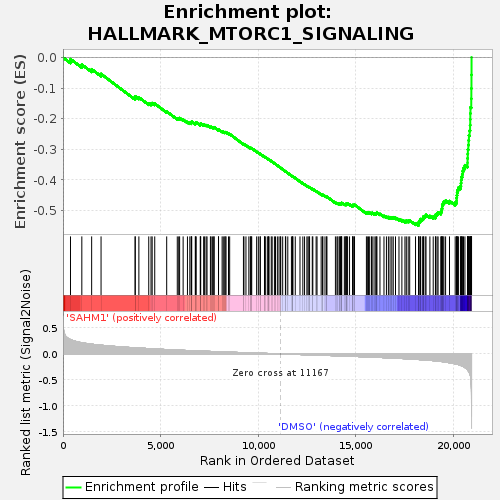 Enrichment plot:
HALLMARK_MTORC1_SIGNALING
Enrichment score (ES)
0.0
-0.1
-0.2
-0.3
-0.4
-0.5
'SAHM1' (positively correlated)
Ranked list metric (Signal2Noise)
0.5
0.0
-0.5
-1.0
-1.5
Zero cross at 11167
'DMSO' (negatively correlated)
0
5,000
10,000
15,000
20,000
Rank in Ordered Dataset
Enrichment profile
Hits
Ranking metric scores